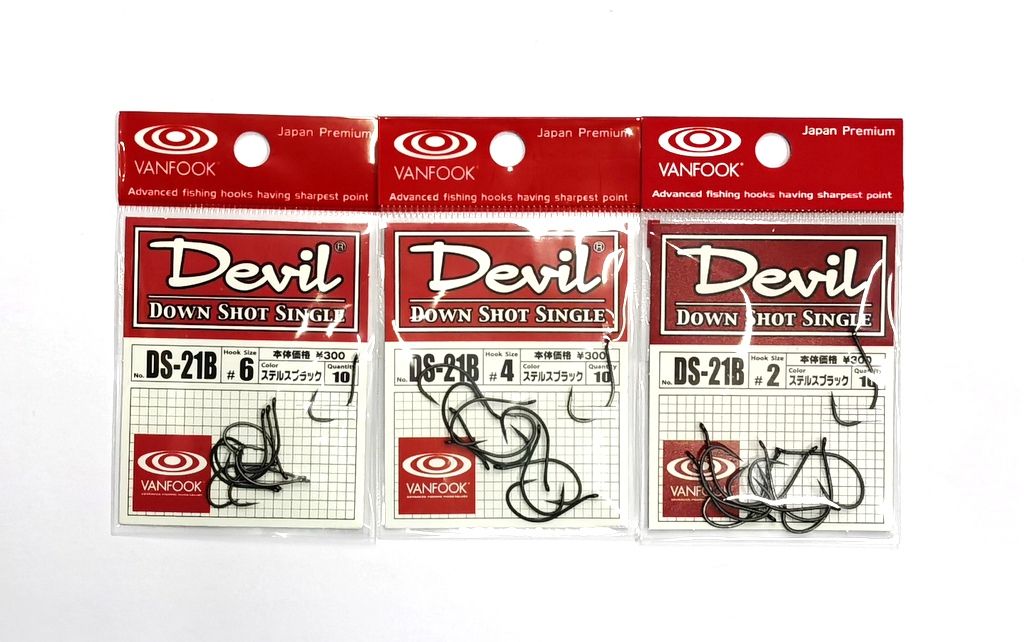 Japan Premium
VANFOOK
Advanced fishing hooks having sharpest point
Devil®
DOWN SHOT SINGLE
No. DS-21B
Hook Size
# 6
本体価格 ¥300
Color
ステルスブラック
Quantity
10
VANFOOK
Japan Premium
VANFOOK
Advanced fishing hooks having sharpest point
Devil®
DOWN SHOT SINGLE
No. DS-21B
Hook Size
# 4
本体価格 ¥300
Color
ステルスブラック
Quantity
10
VANFOOK
Japan Premium
VANFOOK®
Advanced fishing hooks having sharpest point
Devil
DOWN SHOT SINGLE
No. DS-21B
Hook Size
# 2
本体価格 ¥300
Color
ステルスブラック
Quantity
10
VANFOOK